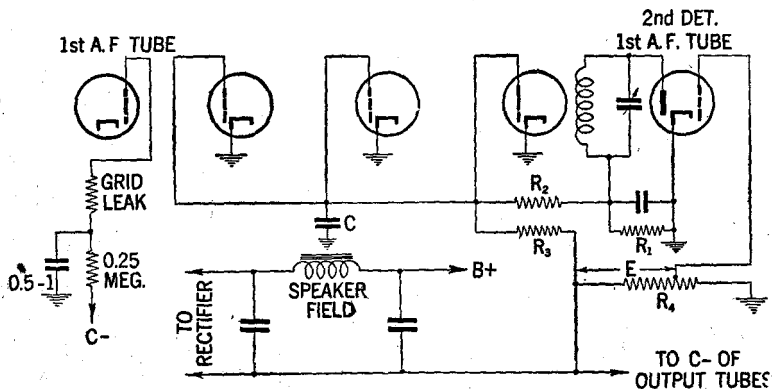 2ND DET.
1st A.F TUBE
1st A.F. TUBE
GRID
LEAK
0.5-1
0.25
MEG.
C-
C
R2
R3
R1
E
R4
SPEAKER
FIELD
B+
TO
RECTIFIER
TO C- OF
OUTPUT TUBES